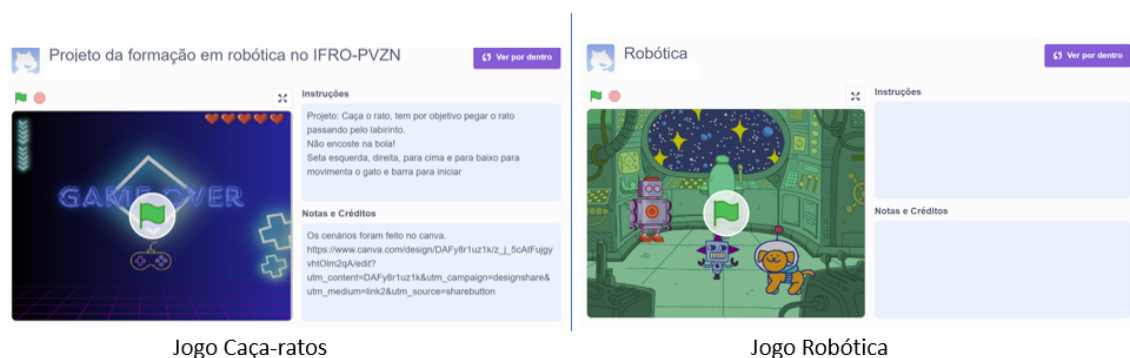 Projeto da formação em robótica no IFRO-PVZN
Ver por dentro
Instruções
Projeto: Caça o rato, tem por objetivo pegar o rato
passando pelo labirinto.
Não encoste na bola!
Seta esquerda, direita, para cima e para baixo para
movimenta o gato e barra para iniciar
GAME OVER
Notas e Créditos
Os cenários foram feito no canva.
https://www.canva.com/design/DAFy8r1uz1k/z_j_5cAtFujgy
vhtOlm2qA/edit?
utm_content=DAFy8r1uz1k&utm_campaign=designshare&
utm_medium=link2&utm_source=sharebutton
Jogo Caça-ratos
Robótica
Ver por dentro
Instruções
Notas e Créditos
Jogo Robótica